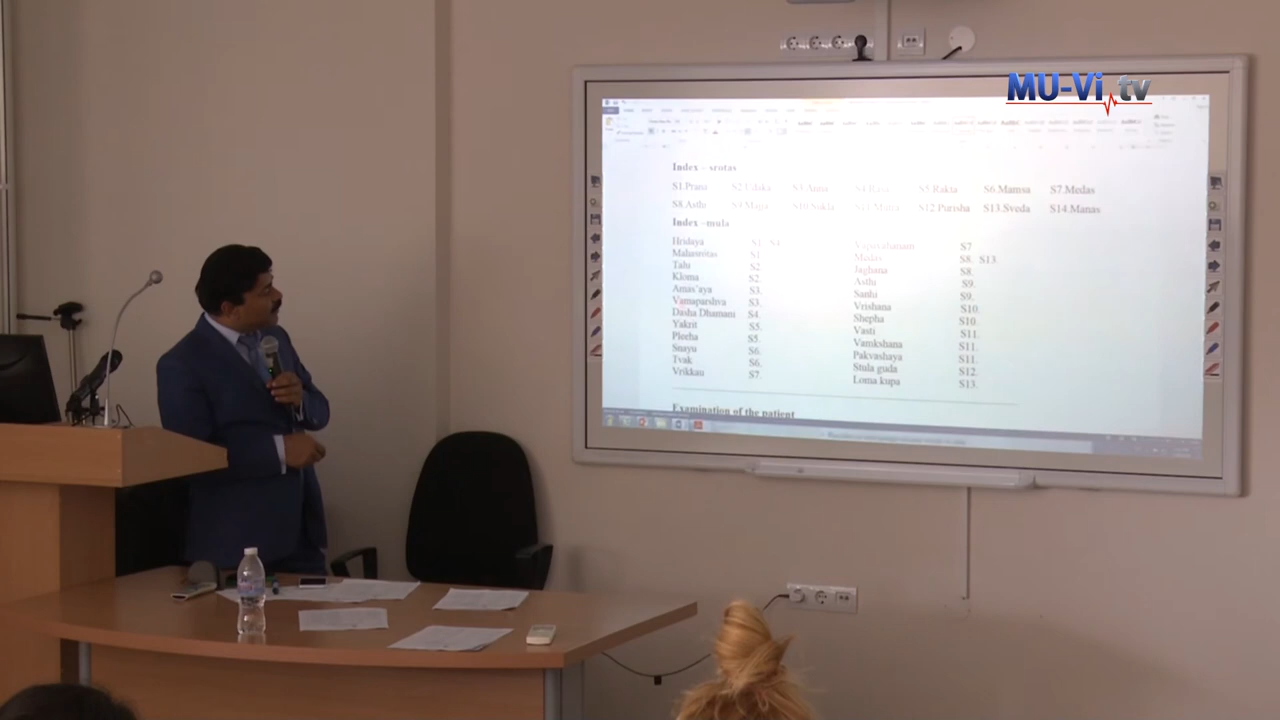 MU-Vi.tv
Index – srotas
S1.Prana S2.Udaka S3.Anna S4.Rasa S5.Rakta S6.Mamsa S7.Medas
S8.Asthi S9.Majja S10.Sukla S11.Mutra S12.Purisha S13.Sveda S14.Manas
Index –mula
Hridaya S1. S4. Vapavahanam S7
Mahasrotas S1 Medas S8. S13.
Talu S2 Jaghana S8.
Kloma S2. Asthi S9.
Amas'aya S3. Sanhi S9.
Vamaparshva S3. Vrishana S10.
Dasha Dhamani S4. Shepha S10.
Yakrit S5. Vasti S11.
Pleeha S5. Vamkshana S11.
Snayu S6. Pakvashaya S11.
Tvak S6. Stula guda S12.
Vrikkau S7. Loma kupa S13.
Examination of the patient